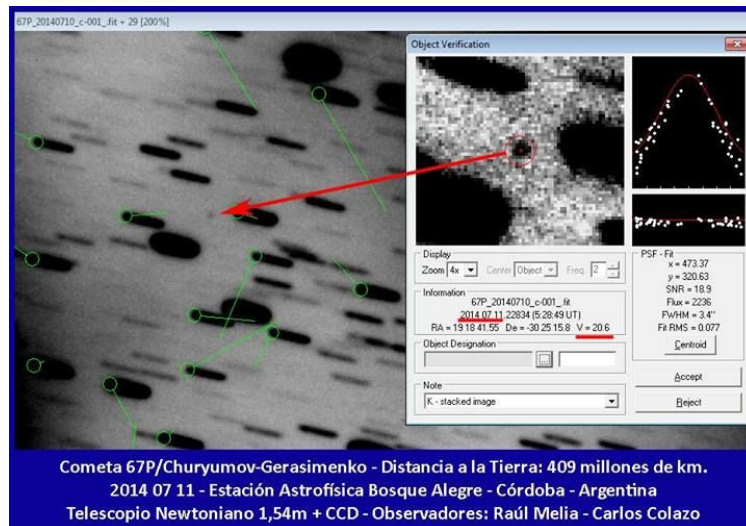 67P_20140710_c-001_.fit + 29 [200%]
Object Verification
Display
Zoom 4x Center Object Freq. 2
Information
67P_20140710_c-001_.fit
2014 07 11.22834 (5:28:49 UT)
RA = 19 18 41.55 De = -30 25 15.8 V = 20.6
Object Designation
...
Note
K - stacked image
PSF - Fit
x = 473.37
y = 320.63
SNR = 18.9
Flux = 2236
FWHM = 3.4"
Fit RMS = 0.077
Centroid
Accept
Reject
Cometa 67P/Churyumov-Gerasimenko - Distancia a la Tierra: 409 millones de km.
2014 07 11 - Estación Astrofísica Bosque Alegre - Córdoba - Argentina
Telescopio Newtoniano 1,54m + CCD - Observadores: Raúl Melia - Carlos Colazo